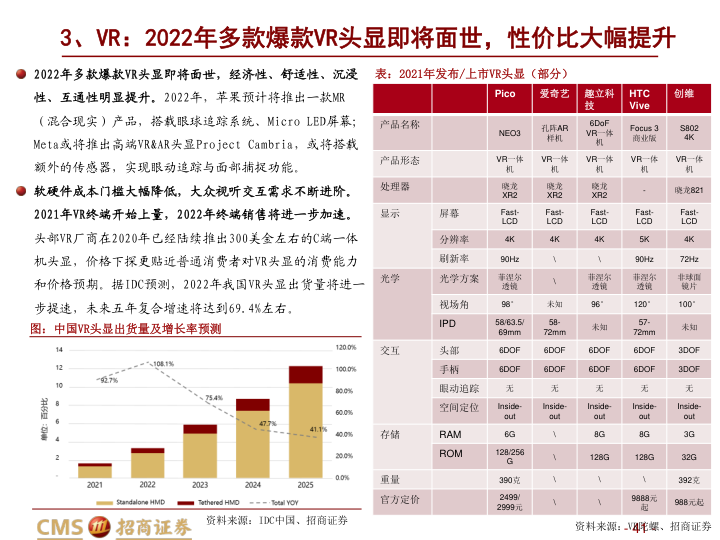 3、VR：2022年多款爆款VR头显即将面世，性价比大幅提升
2022年多款爆款VR头显即将面世，经济性、舒适性、沉浸
性、互通性明显提升。2022年，苹果预计将推出一款MR
（混合现实）产品，搭载眼球追踪系统、Micro LED屏幕;
Meta或将推出高端VR&AR头显Project Cambria，或将搭载
额外的传感器，实现眼动追踪与面部捕捉功能。
软硬件成本门槛大幅降低，大众视听交互需求不断进阶。
2021年VR终端开始上量，2022年终端销售将进一步加速。
头部VR厂商在2020年已经陆续推出300美金左右的C端一体
机头显，价格下探更贴近普通消费者对VR头显的消费能力
和价格预期。据IDC预测，2022年我国VR头显出货量将进一
步提速，未来五年复合增速将达到69.4%左右。
图：中国VR头显出货量及增长率预测
单位：百分比
14
12
10
8
6
4
2
-
120.0%
100.0%
80.0%
60.0%
40.0%
20.0%
0.0%
92.7%
108.1%
75.4%
47.7%
41.1%
2021 2022 2023 2024 2025
Standalone HMD Tethered HMD Total YOY
CMS 招商证券
资料来源：IDC中国、招商证券
表：2021年发布/上市VR头显（部分）
Pico 爱奇艺 趣立科技 HTC Vive 创维
产品名称 NEO3 孔阵AR样机 6DoF VR一体机 Focus 3 商业版 S802 4K
产品形态 VR一体机 VR一体机 VR一体机 VR一体机 VR一体机
处理器 晓龙XR2 晓龙XR2 晓龙XR2 - 晓龙821
显示 屏幕 Fast-LCD Fast-LCD Fast-LCD Fast-LCD Fast-LCD
分辨率 4K 4K 4K 5K 4K
刷新率 90Hz \ \ 90Hz 72Hz
光学 光学方案 菲涅尔透镜 \ 菲涅尔透镜 菲涅尔透镜 非球面镜片
视场角 98° 未知 96° 120° 100°
IPD 58/63.5/69mm 58-72mm 未知 57-72mm 未知
交互 头部 6DOF 6DOF 6DOF 6DOF 3DOF
手柄 6DOF 6DOF 6DOF 6DOF 3DOF
眼动追踪 无 无 无 无 无
空间定位 Inside-out Inside-out Inside-out Inside-out Inside-out
存储 RAM 6G \ 8G 8G 3G
ROM 128/256G \ 128G 128G 32G
重量 390克 \ \ \ 392克
官方定价 2499/2999元 \ \ 9888元起 988元起
资料来源：VR陀螺、招商证券
- 41 -